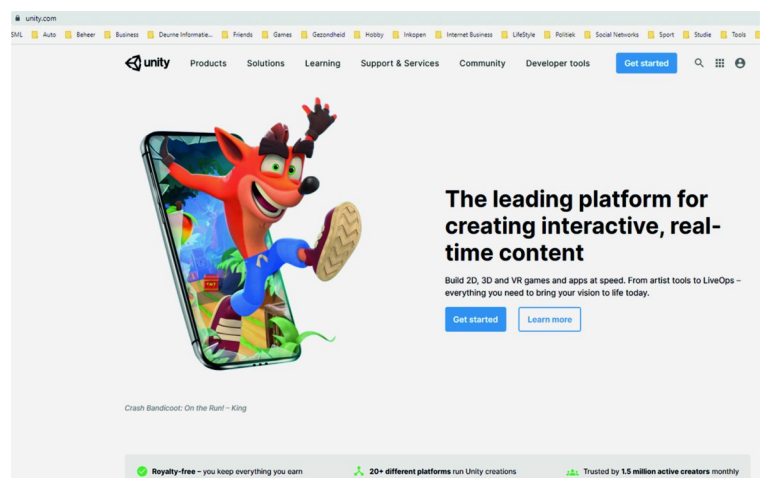 unity.com
SML Auto Beheer Business Deurne Informatie... Friends Games Gezondheid Hobby Inkopen Internet Business LifeStyle Politiek Social Networks Sport Studie Tools
unity Products Solutions Learning Support & Services Community Developer tools Get started
The leading platform for
creating interactive, real-
time content
Build 2D, 3D and VR games and apps at speed. From artist tools to LiveOps –
everything you need to bring your vision to life today.
Get started Learn more
TNT
Crash Bandicoot: On the Run! – King
Royalty-free – you keep everything you earn 20+ different platforms run Unity creations Trusted by 1.5 million active creators monthly